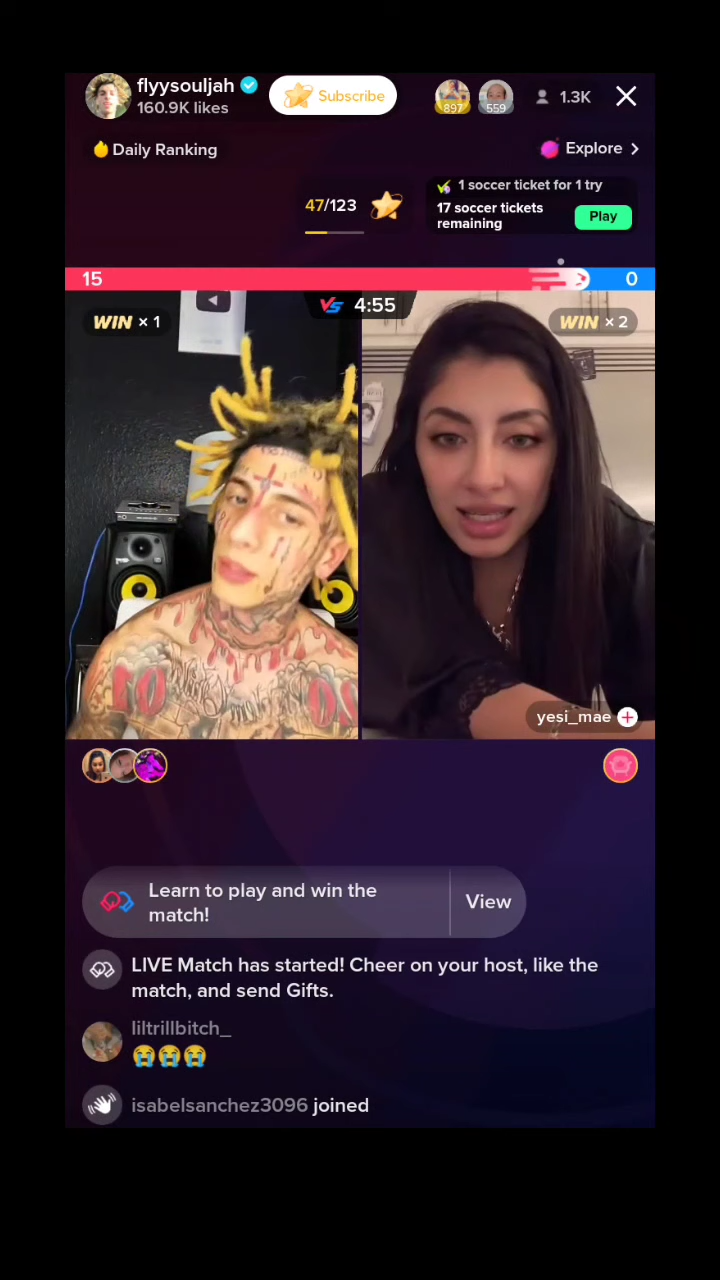 flyysouljah
160.9K likes
Subscribe
897
559
1.3K
Daily Ranking
Explore
47/123
1 soccer ticket for 1 try
17 soccer tickets
remaining
Play
15
0
VS 4:55
WIN × 1
WIN × 2
yesi_mae
Learn to play and win the
match!
View
LIVE Match has started! Cheer on your host, like the
match, and send Gifts.
liltrillbitch_
😭😭😭
isabelsanchez3096 joined